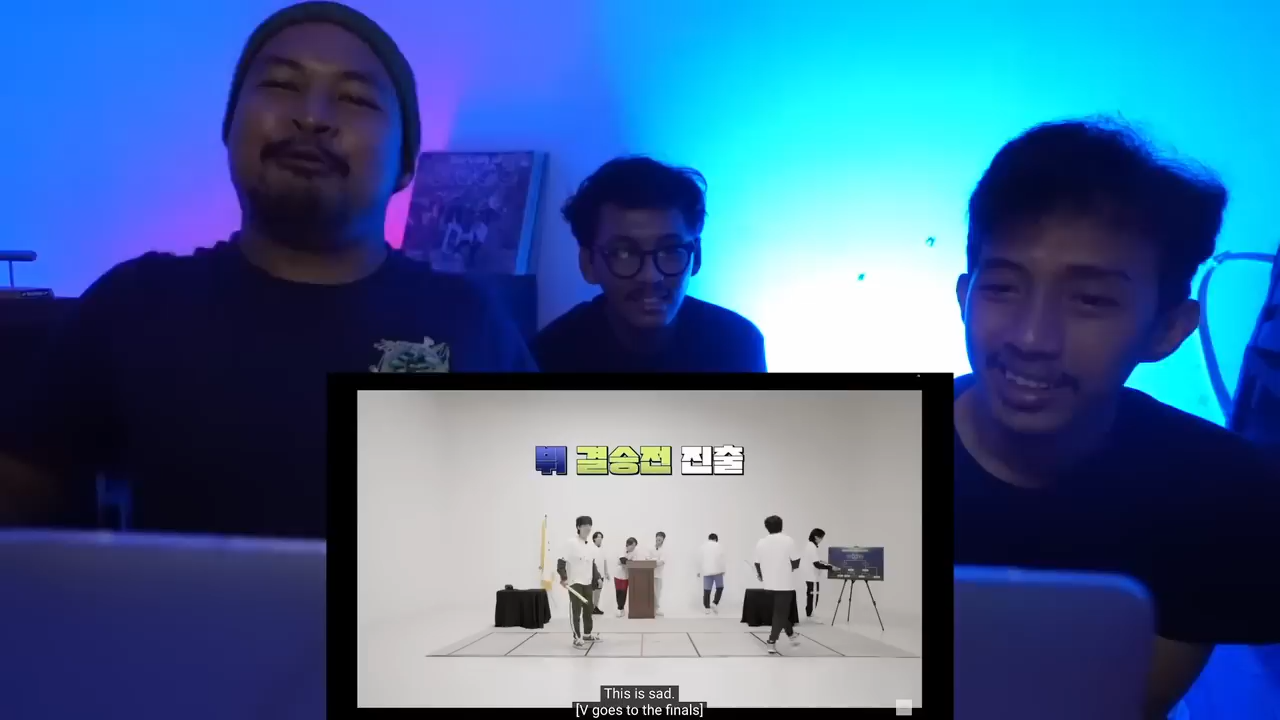 뷔 결승전 진출
This is sad.
[V goes to the finals]